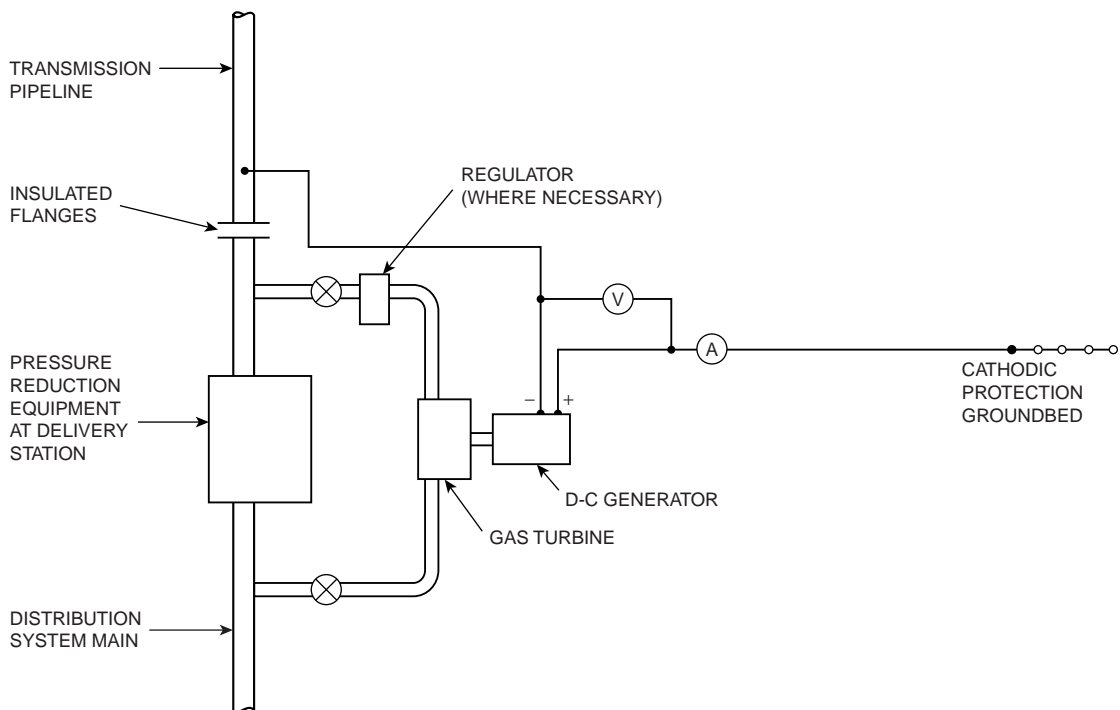 TRANSMISSION
PIPELINE
INSULATED
FLANGES
REGULATOR
(WHERE NECESSARY)
V
A
PRESSURE
REDUCTION
EQUIPMENT
AT DELIVERY
STATION
CATHODIC
PROTECTION
GROUNDBED
− +
D-C GENERATOR
GAS TURBINE
DISTRIBUTION
SYSTEM MAIN